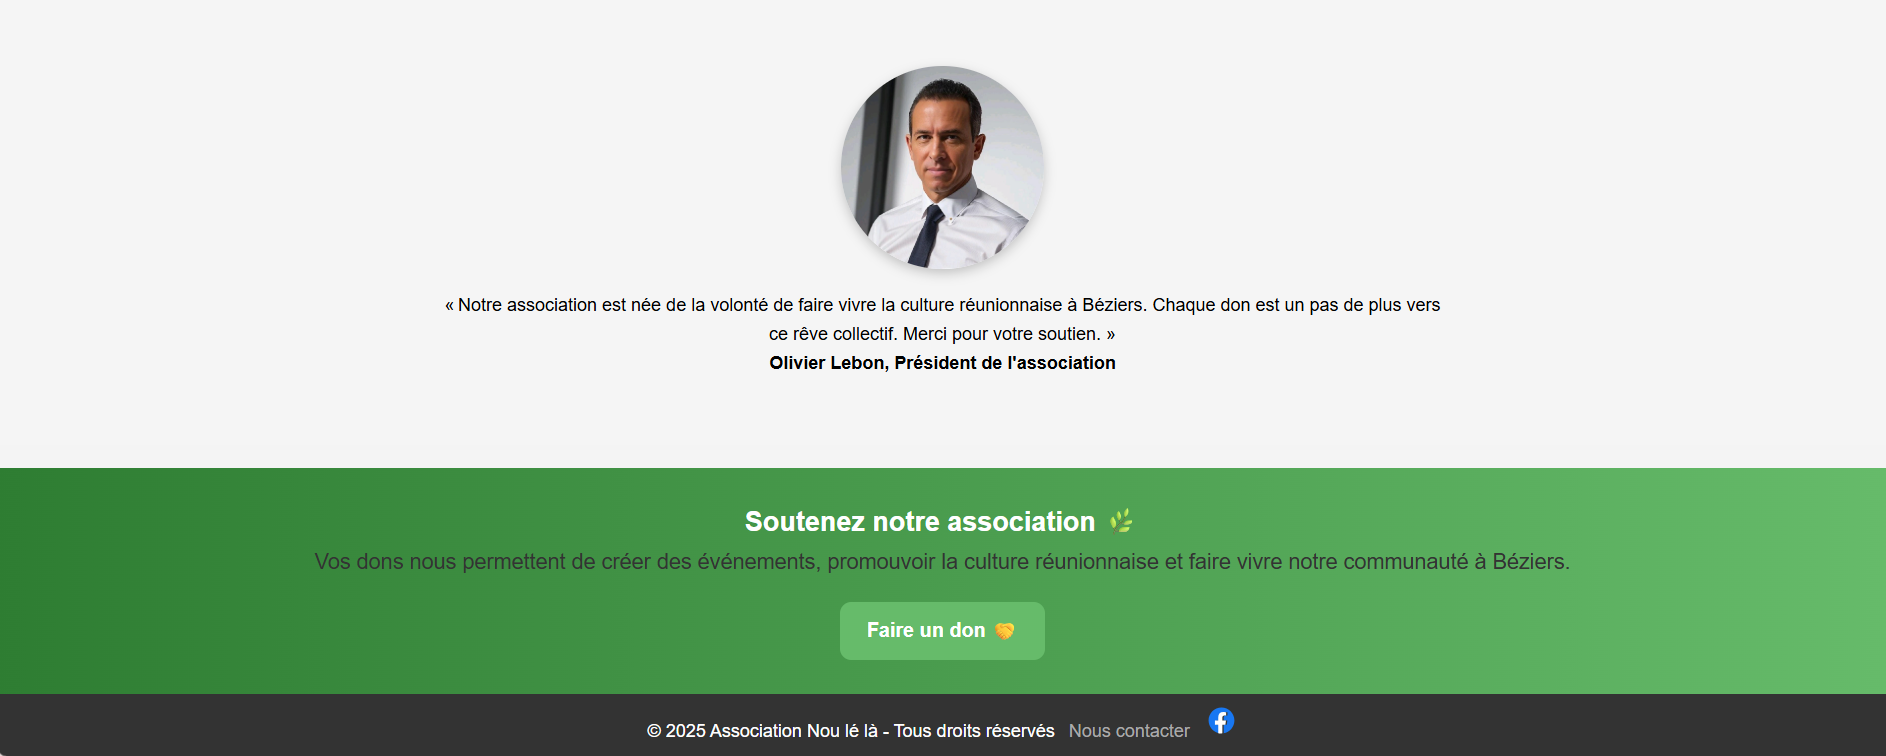 « Notre association est née de la volonté de faire vivre la culture réunionnaise à Béziers. Chaque don est un pas de plus vers
ce rêve collectif. Merci pour votre soutien. »
Olivier Lebon, Président de l'association
Soutenez notre association 🌿
Vos dons nous permettent de créer des événements, promouvoir la culture réunionnaise et faire vivre notre communauté à Béziers.
Faire un don 🤝
© 2025 Association Nou lé là - Tous droits réservés Nous contacter